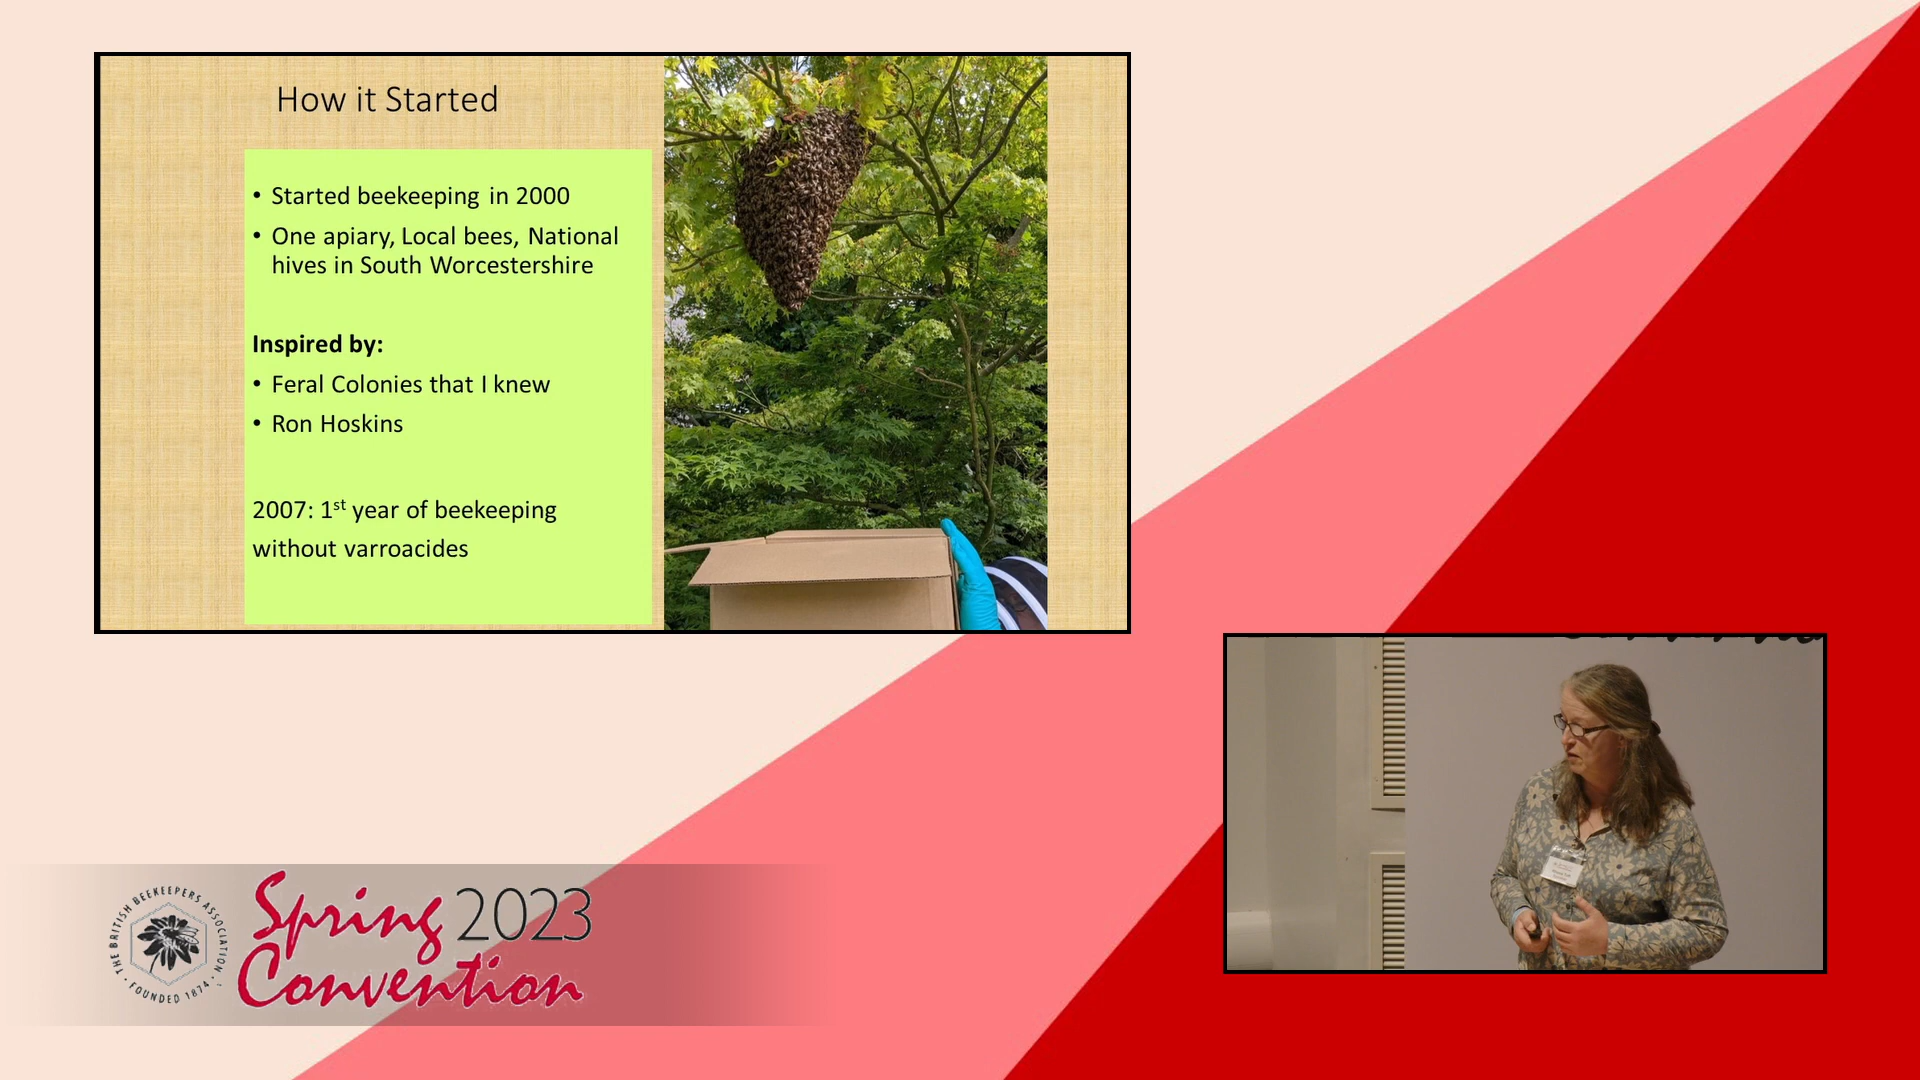 How it Started
• Started beekeeping in 2000
• One apiary, Local bees, National
hives in South Worcestershire
Inspired by:
• Feral Colonies that I knew
• Ron Hoskins
2007: 1st year of beekeeping
without varroacides
THE BRITISH BEEKEEPERS ASSOCIATION
FOUNDED 1874
Spring 2023
Convention